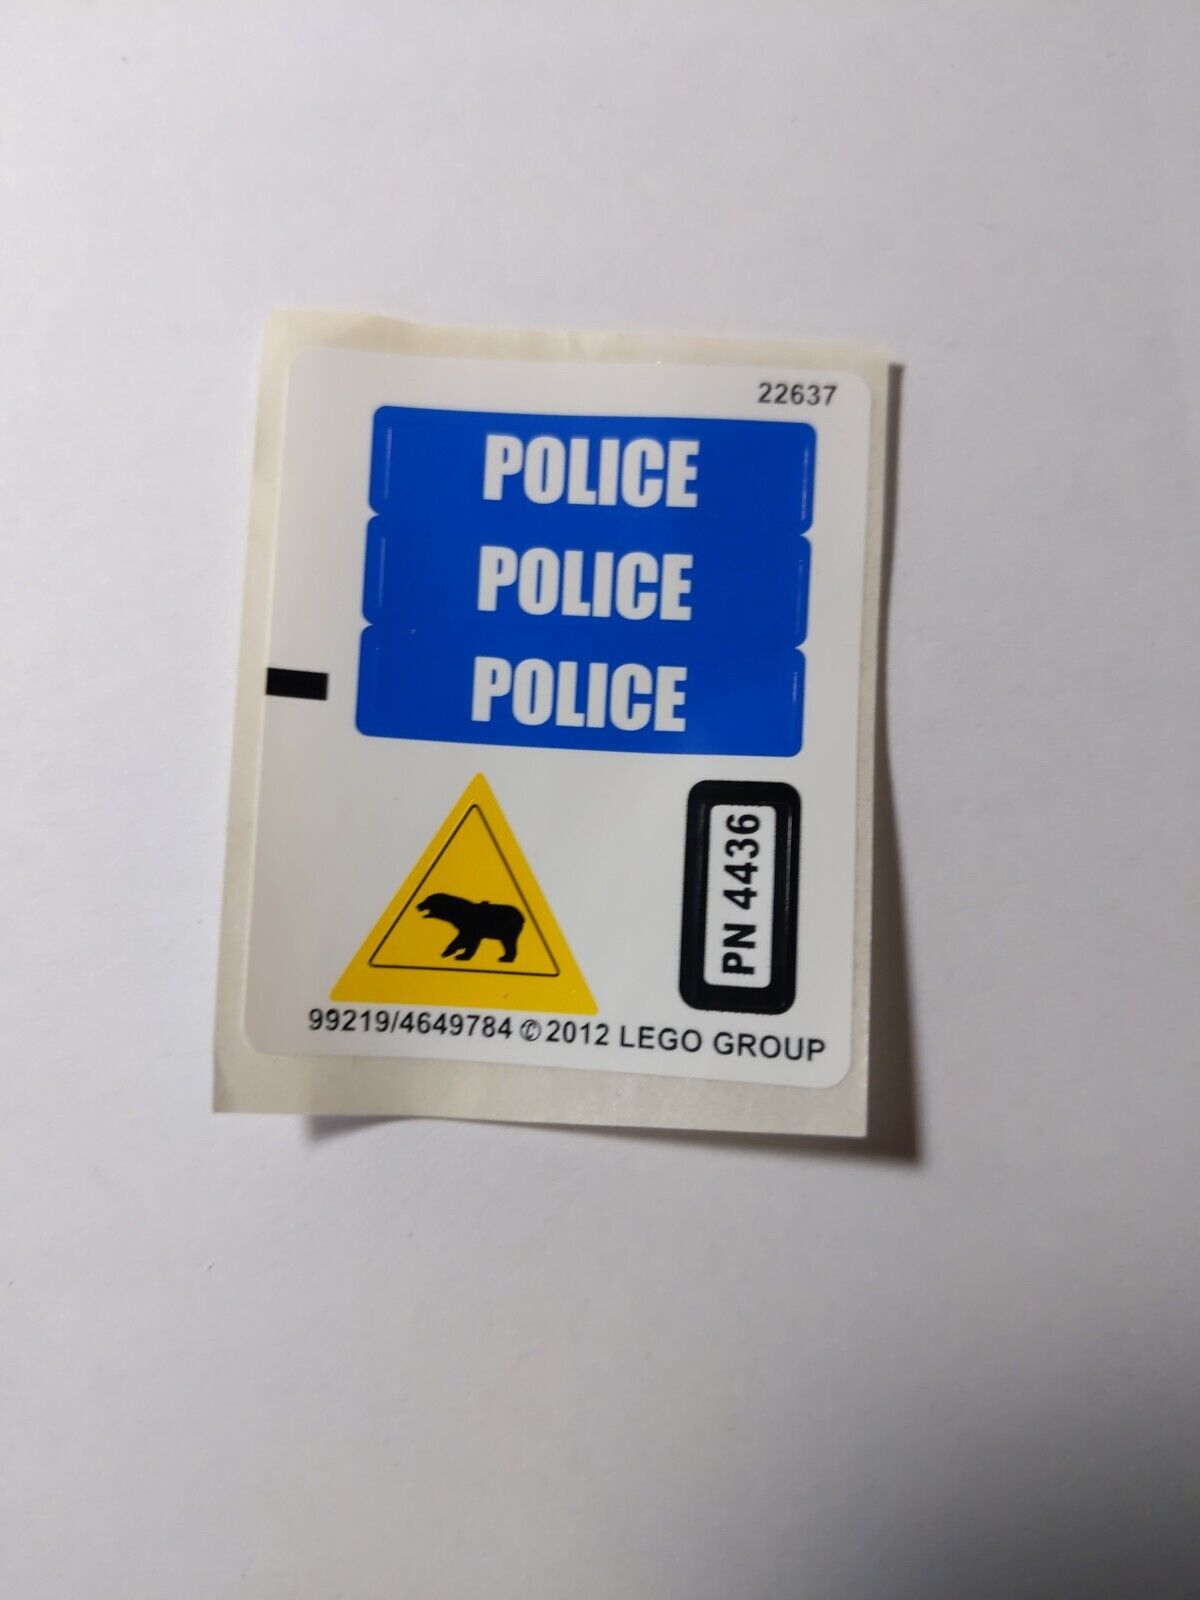 22637
POLICE
POLICE
POLICE
PN 4436
99219/4649784 ©2012 LEGO GROUP